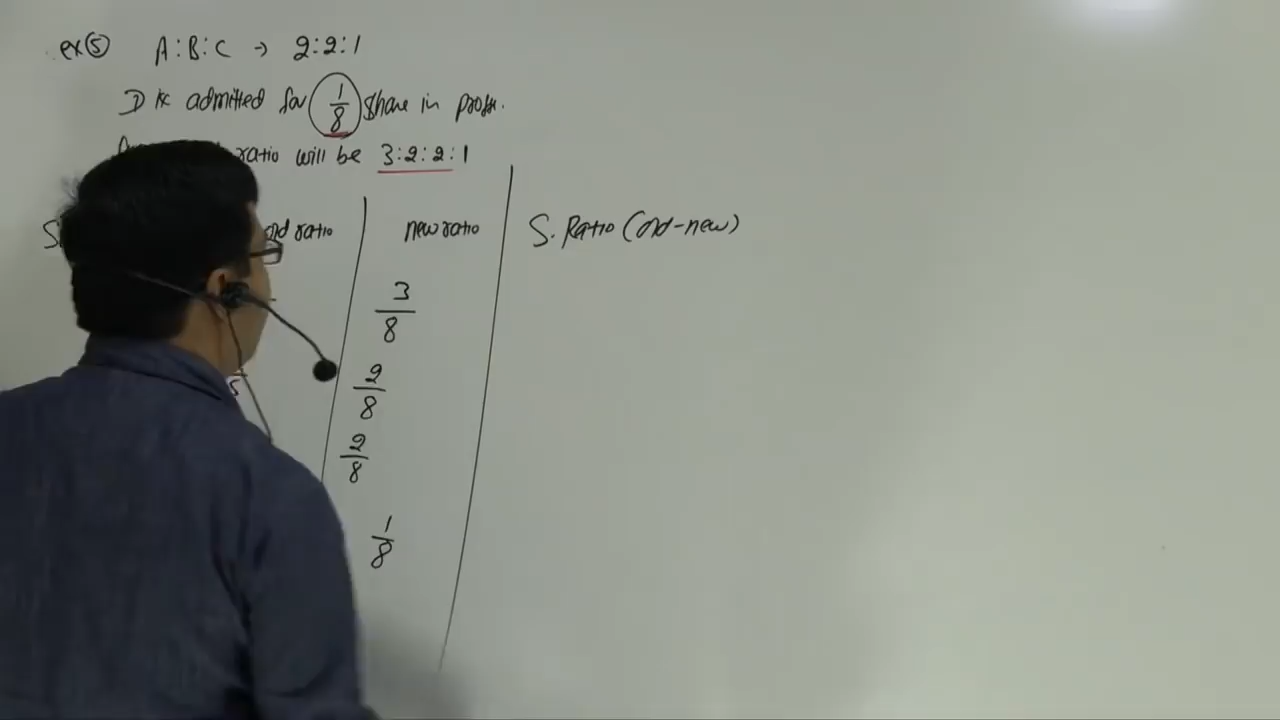 ex(5) A:B:C → 2:2:1
D is admitted for 1/8 share in profit.
ratio will be 3:2:2:1
old ratio new ratio S. Ratio (old-new)
3/8
2/8
5
2/8
1/8